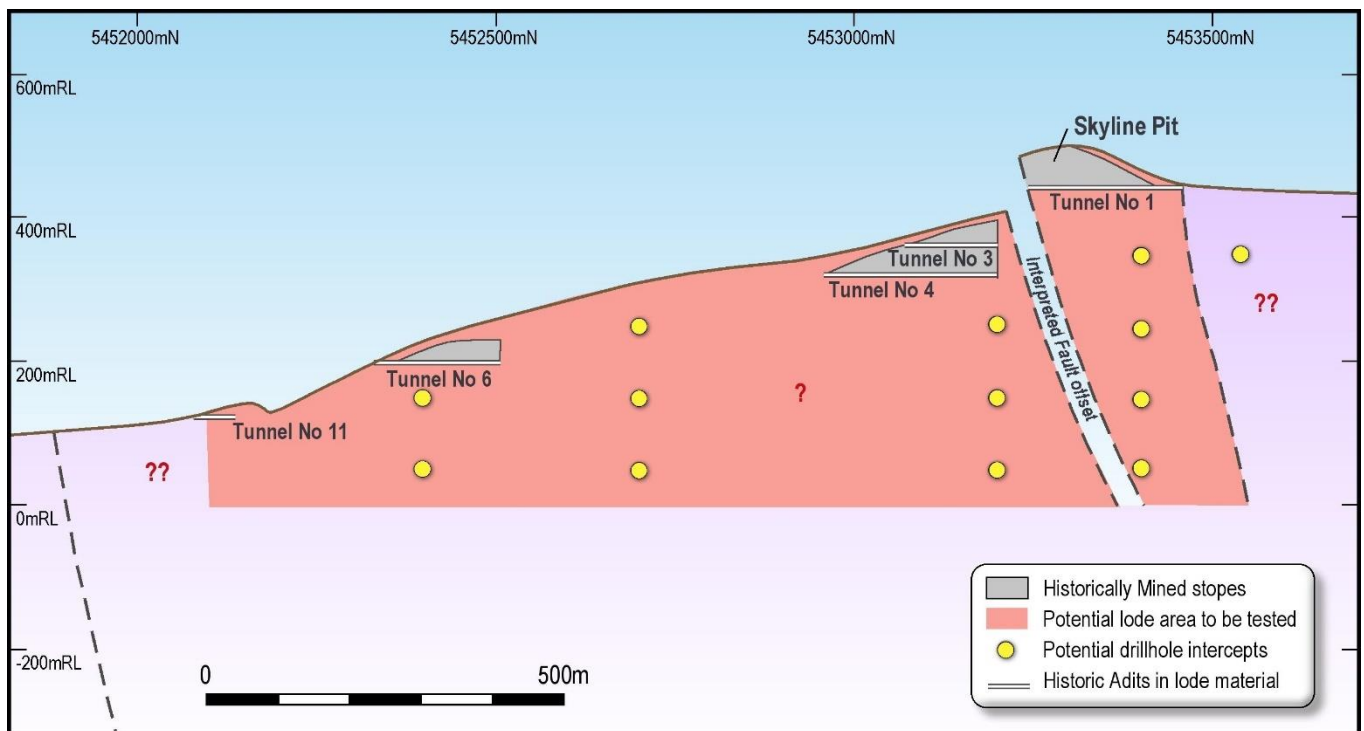 5452000mN
5452500mN
5453000mN
5453500mN
600mRL
Skyline Pit
Tunnel No 1
400mRL
Tunnel No 3
Tunnel No 4
Interpreted Fault offset
??
200mRL
Tunnel No 6
?
Tunnel No 11
??
0mRL
Historically Mined stopes
Potential lode area to be tested
Potential drillhole intercepts
Historic Adits in lode material
-200mRL
0
500m